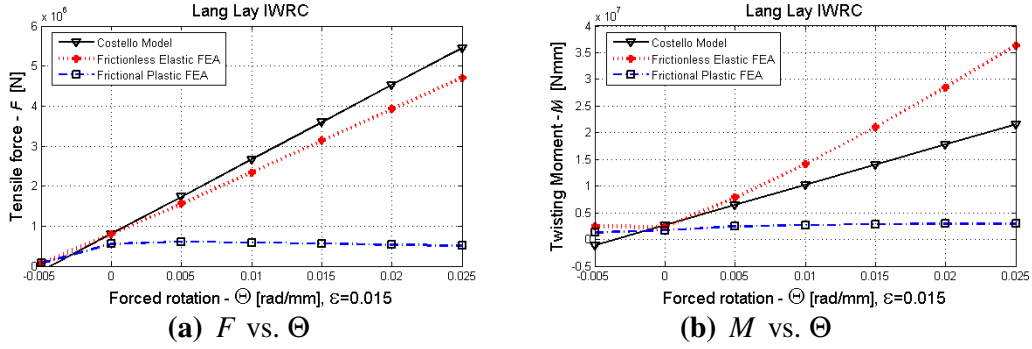 Lang Lay IWRC
x 10^6
Costello Model
Frictionless Elastic FEA
Frictional Plastic FEA
Tensile force - F [N]
6
5
4
3
2
1
0
-0.005 0 0.005 0.01 0.015 0.02 0.025
Forced rotation - Θ [rad/mm], ε=0.015
(a) F vs. Θ
Lang Lay IWRC
x 10^7
Costello Model
Frictionless Elastic FEA
Frictional Plastic FEA
Twisting Moment - M [Nmm]
4
3.5
3
2.5
2
1.5
1
0.5
0
-0.5
-0.005 0 0.005 0.01 0.015 0.02 0.025
Forced rotation - Θ [rad/mm], ε=0.015
(b) M vs. Θ